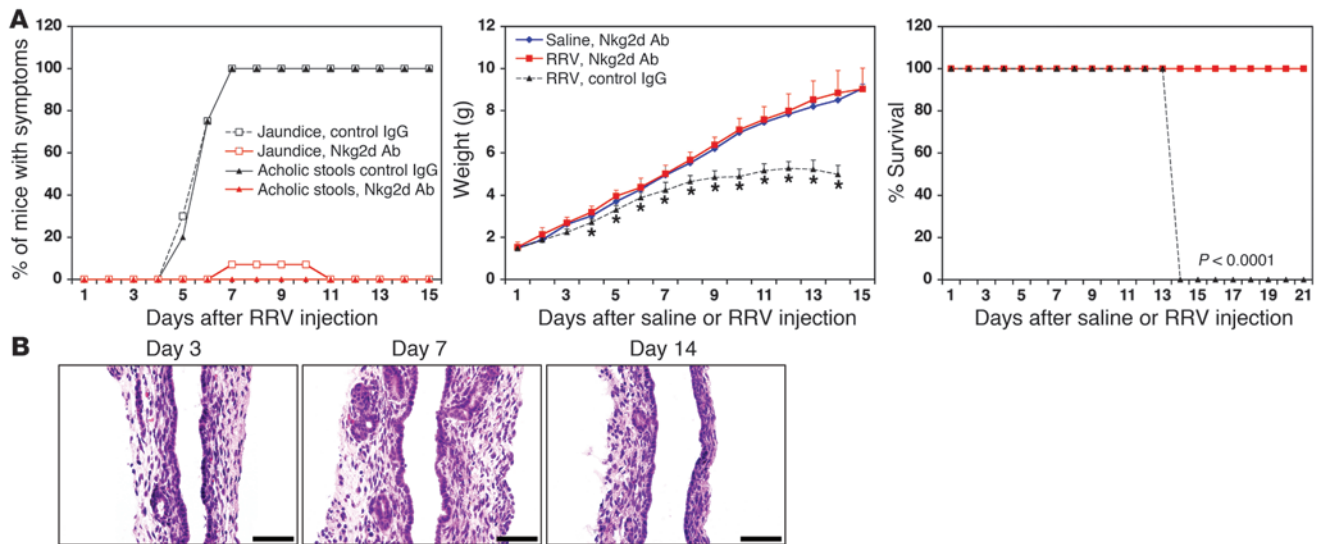 A
120
100
80
60
40
20
0
% of mice with symptoms
Jaundice, control IgG
Jaundice, Nkg2d Ab
Acholic stools control IgG
Acholic stools, Nkg2d Ab
1 3 5 7 9 11 13 15
Days after RRV injection
12
10
8
6
4
2
0
Weight (g)
Saline, Nkg2d Ab
RRV, Nkg2d Ab
RRV, control IgG
* * * * * * * * * * *
1 3 5 7 9 11 13 15
Days after saline or RRV injection
120
100
80
60
40
20
0
% Survival
P < 0.0001
1 3 5 7 9 11 13 15 17 19 21
Days after saline or RRV injection
B
Day 3
Day 7
Day 14